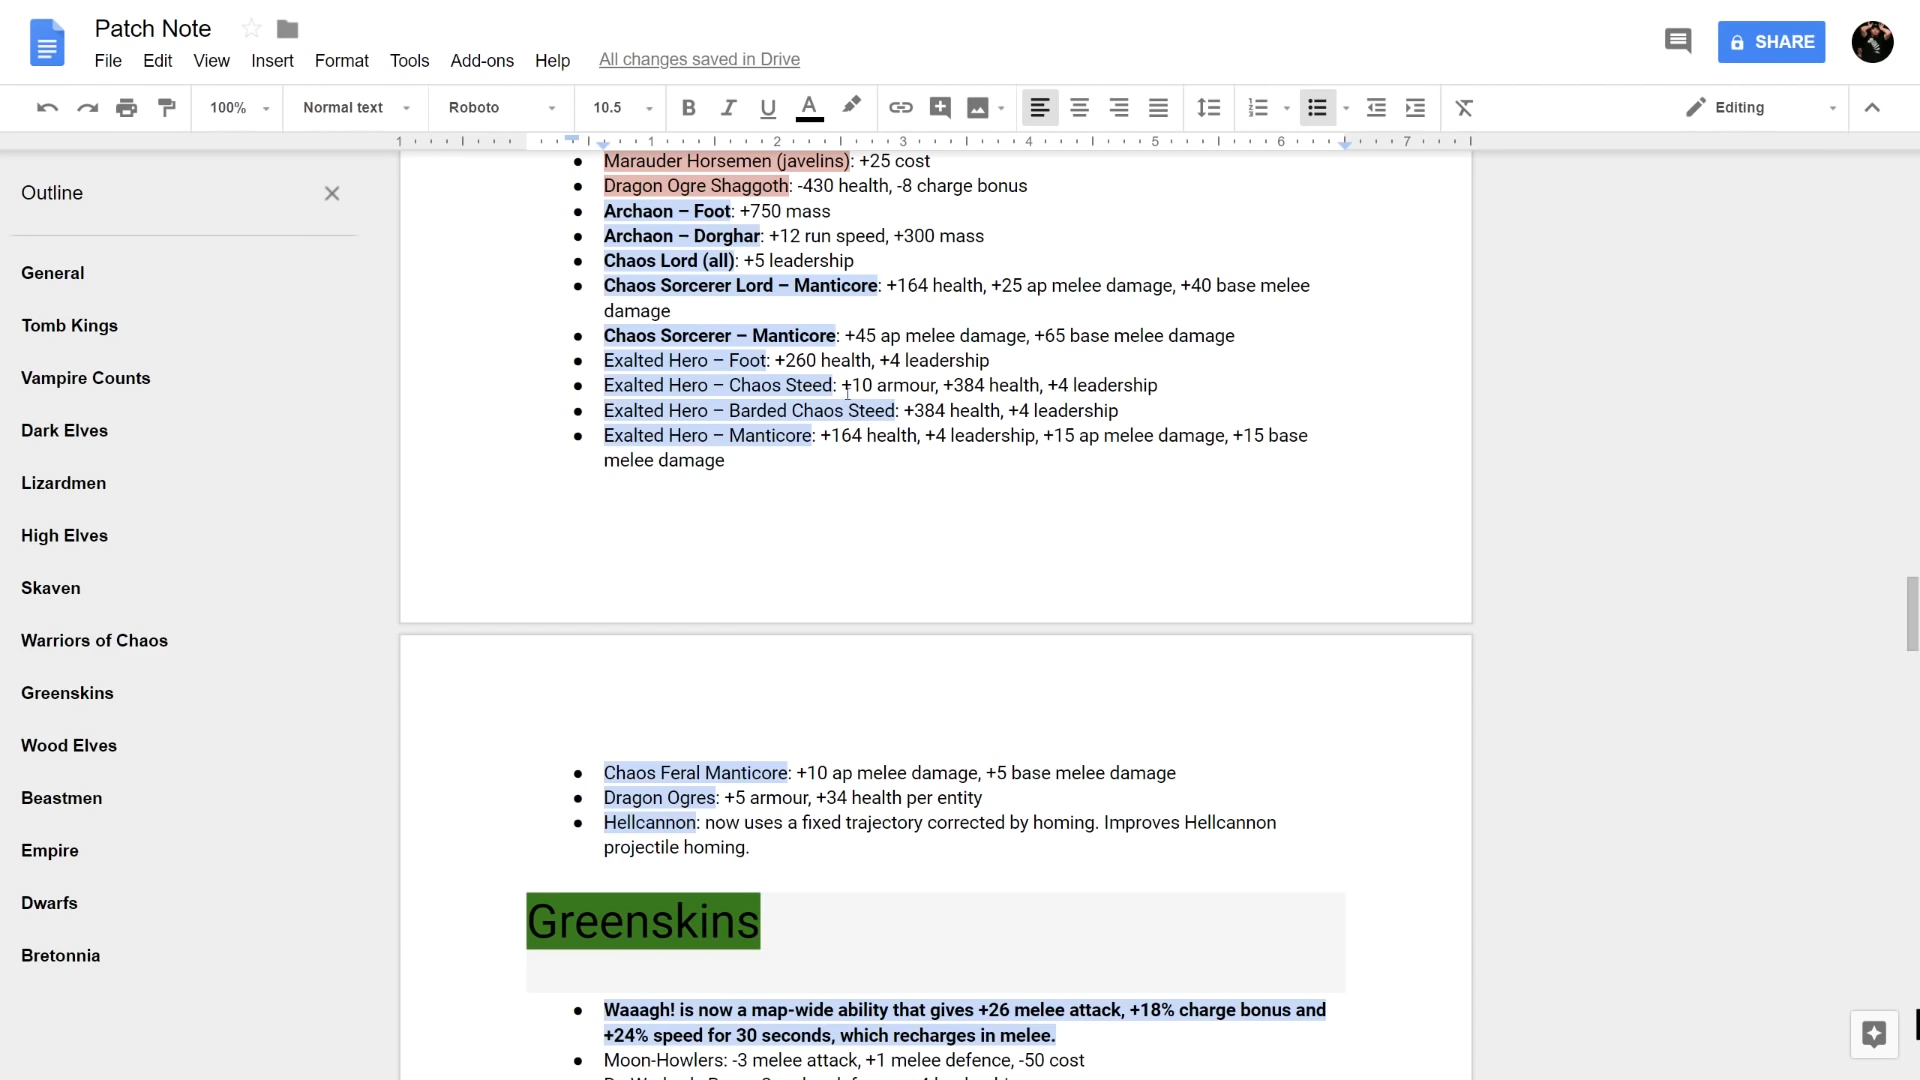 Patch Note
File Edit View Insert Format Tools Add-ons Help All changes saved in Drive
SHARE
100% Normal text Roboto 10.5 B I U A Editing
1 1 2 3 4 5 6 7
Outline
General
Tomb Kings
Vampire Counts
Dark Elves
Lizardmen
High Elves
Skaven
Warriors of Chaos
Greenskins
Wood Elves
Beastmen
Empire
Dwarfs
Bretonnia
● Marauder Horsemen (javelins): +25 cost
● Dragon Ogre Shaggoth: -430 health, -8 charge bonus
● Archaon – Foot: +750 mass
● Archaon – Dorghar: +12 run speed, +300 mass
● Chaos Lord (all): +5 leadership
● Chaos Sorcerer Lord – Manticore: +164 health, +25 ap melee damage, +40 base melee
damage
● Chaos Sorcerer – Manticore: +45 ap melee damage, +65 base melee damage
● Exalted Hero – Foot: +260 health, +4 leadership
● Exalted Hero – Chaos Steed: +10 armour, +384 health, +4 leadership
● Exalted Hero – Barded Chaos Steed: +384 health, +4 leadership
● Exalted Hero – Manticore: +164 health, +4 leadership, +15 ap melee damage, +15 base
melee damage
● Chaos Feral Manticore: +10 ap melee damage, +5 base melee damage
● Dragon Ogres: +5 armour, +34 health per entity
● Hellcannon: now uses a fixed trajectory corrected by homing. Improves Hellcannon
projectile homing.
Greenskins
● Waaagh! is now a map-wide ability that gives +26 melee attack, +18% charge bonus and
+24% speed for 30 seconds, which recharges in melee.
● Moon-Howlers: -3 melee attack, +1 melee defence, -50 cost